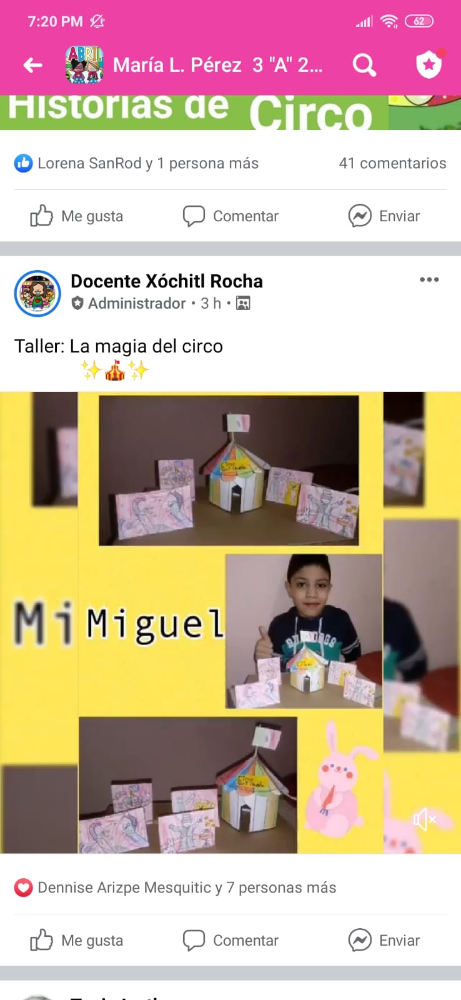 7:20 PM
62
ABRIL
María L. Pérez 3 "A" 2...
Historias de Circo
Lorena SanRod y 1 persona más
41 comentarios
Me gusta
Comentar
Enviar
Docente Xóchitl Rocha
Administrador • 3 h •
Taller: La magia del circo
Mi
Miguel
Dennise Arizpe Mesquitic y 7 personas más
Me gusta
Comentar
Enviar